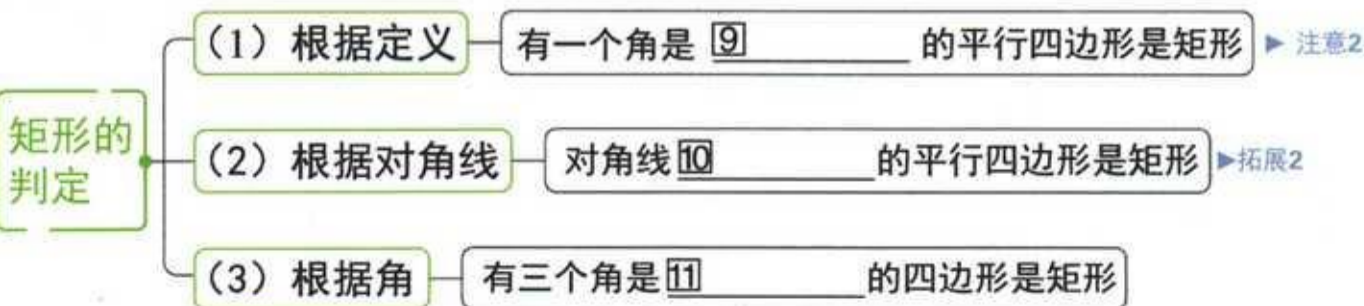 矩形的
判定
(1) 根据定义 有一个角是 9 的平行四边形是矩形 ▶ 注意2
(2) 根据对角线 对角线 10 的平行四边形是矩形 ▶拓展2
(3) 根据角 有三个角是 11 的四边形是矩形